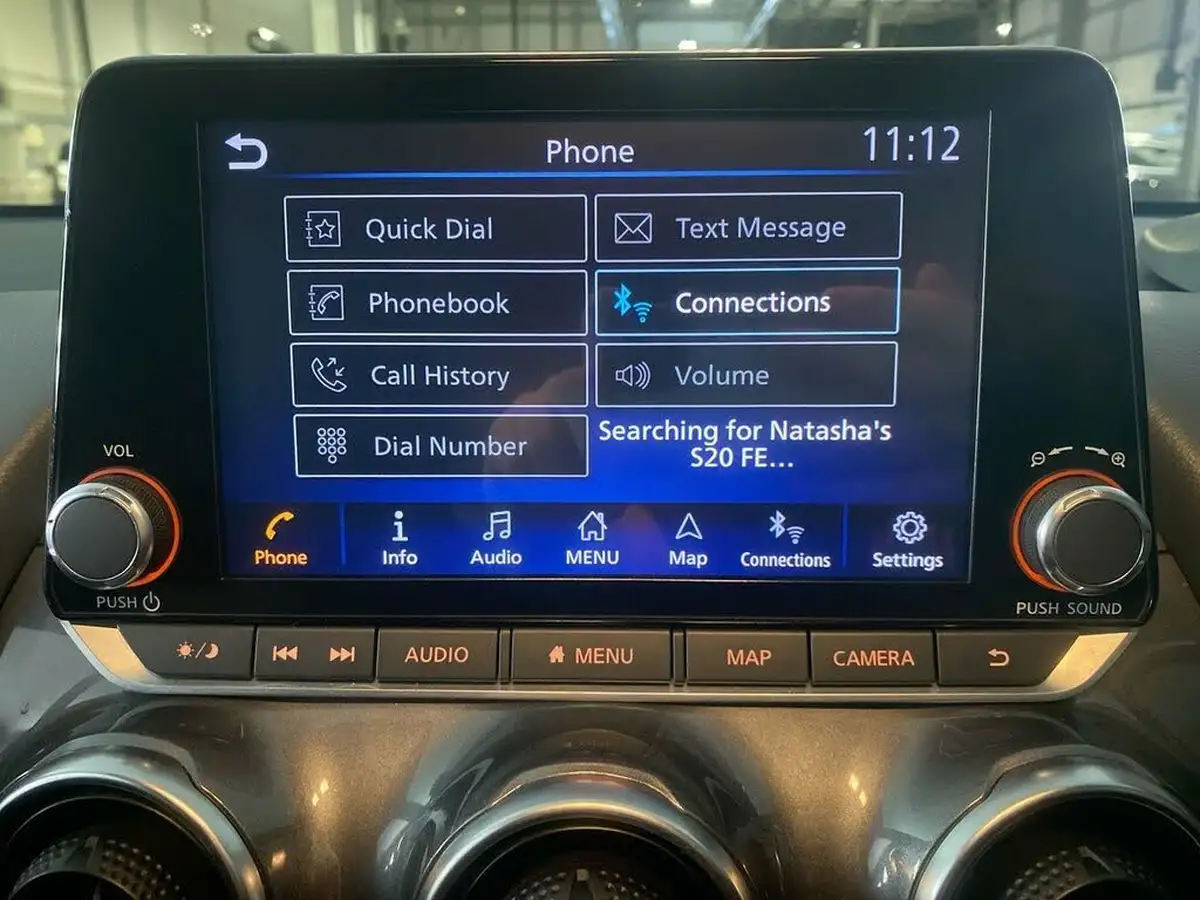 Phone
11:12
Quick Dial
Text Message
Phonebook
Connections
Call History
Volume
Dial Number
Searching for Natasha's
S20 FE...
Phone
Info
Audio
MENU
Map
Connections
Settings
VOL
PUSH
PUSH SOUND
AUDIO
MENU
MAP
CAMERA